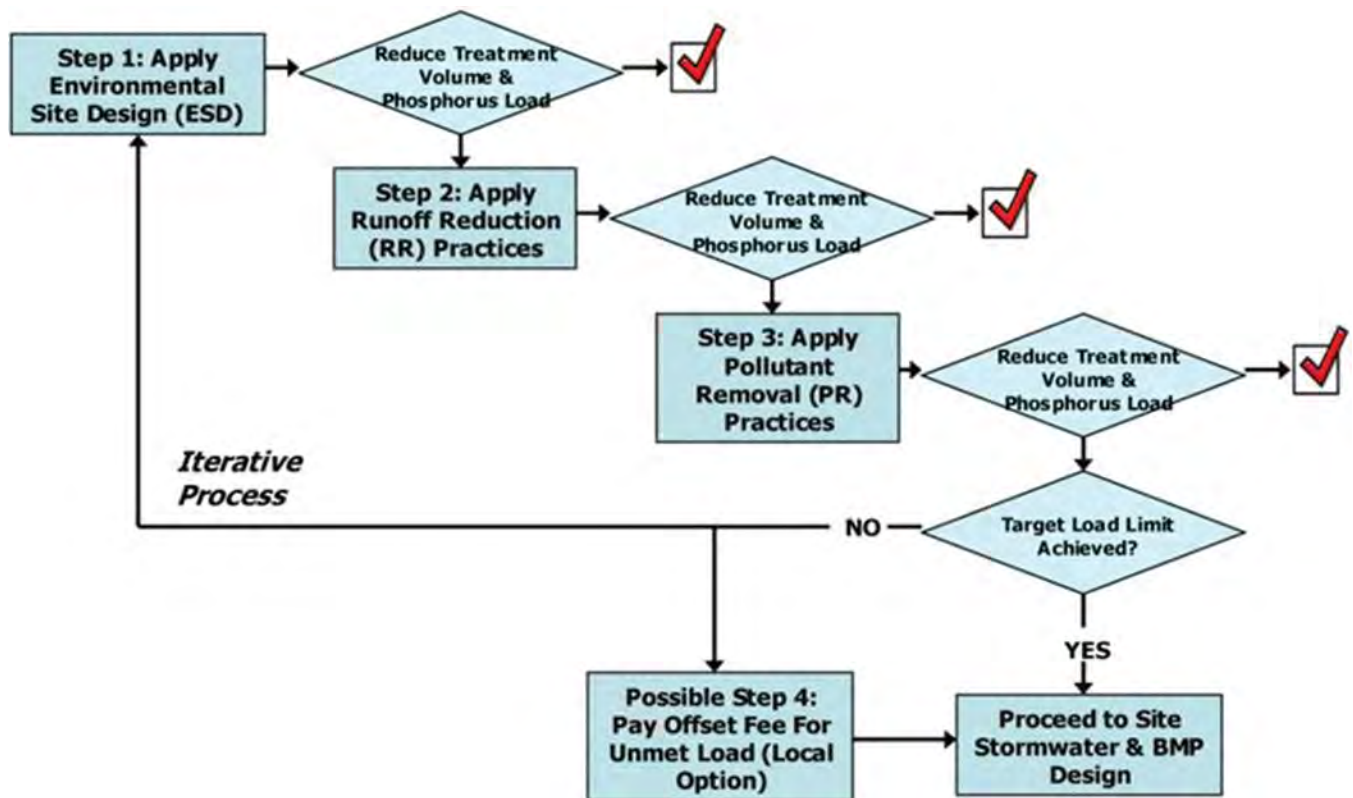 Step 1: Apply
Environmental
Site Design (ESD)
Reduce Treatment
Volume &
Phosphorus Load
Step 2: Apply
Runoff Reduction
(RR) Practices
Reduce Treatment
Volume &
Phosphorus Load
Step 3: Apply
Pollutant
Removal (PR)
Practices
Reduce Treatment
Volume &
Phosphorus Load
Iterative
Process
NO
Target Load Limit
Achieved?
YES
Possible Step 4:
Pay Offset Fee For
Unmet Load (Local
Option)
Proceed to Site
Stormwater & BMP
Design